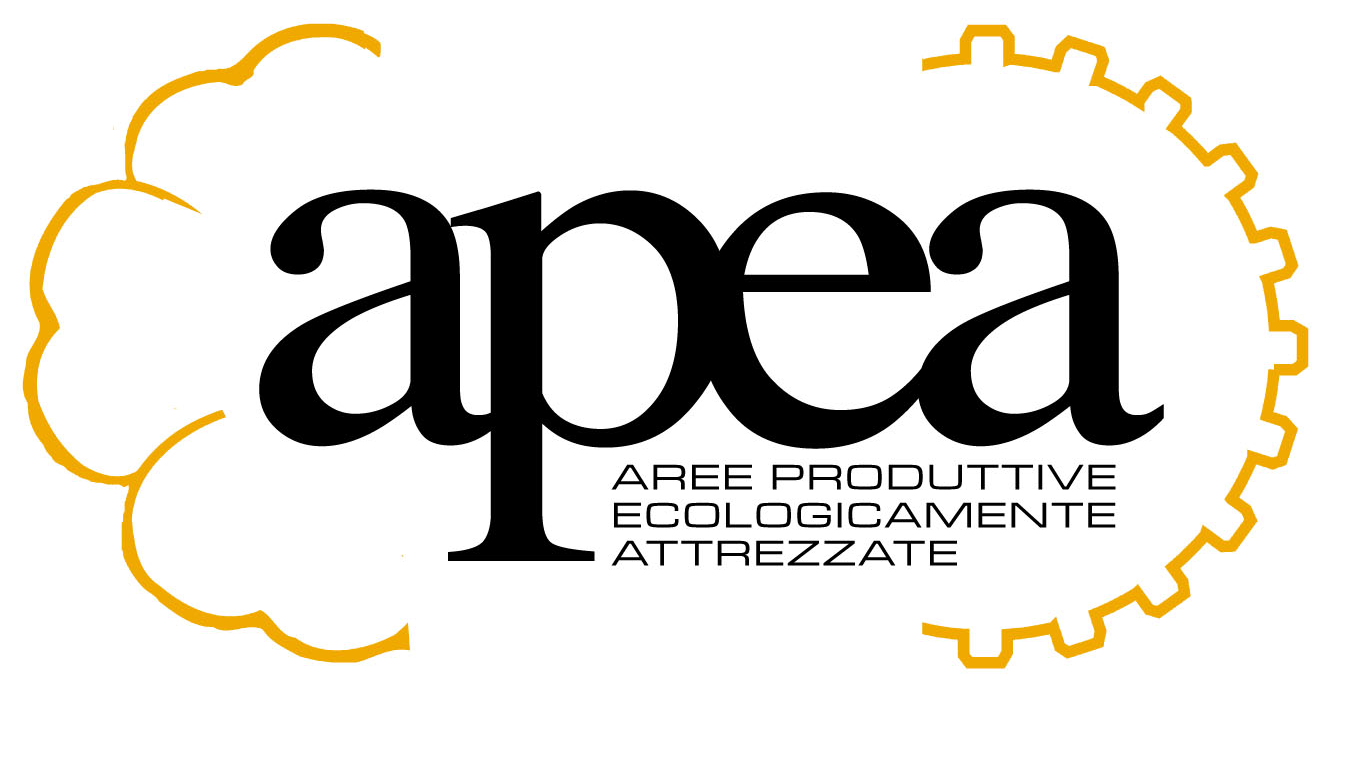 apea
AREE PRODUTTIVE
ECOLOGICAMENTE
ATTREZZATE